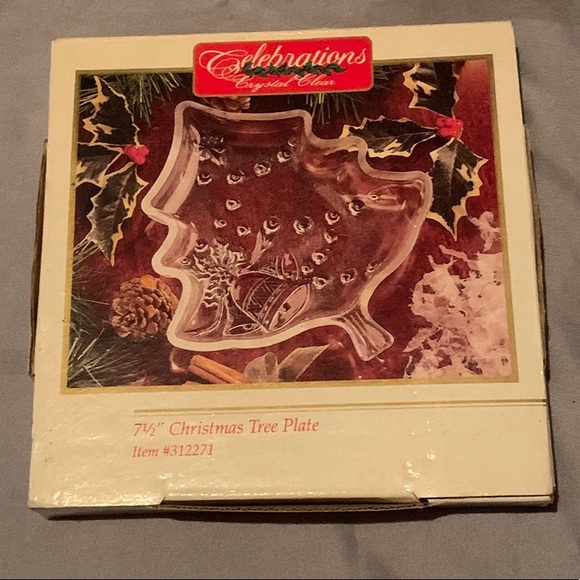 Celebrations
Crystal Clear
7½" Christmas Tree Plate
Item #312271